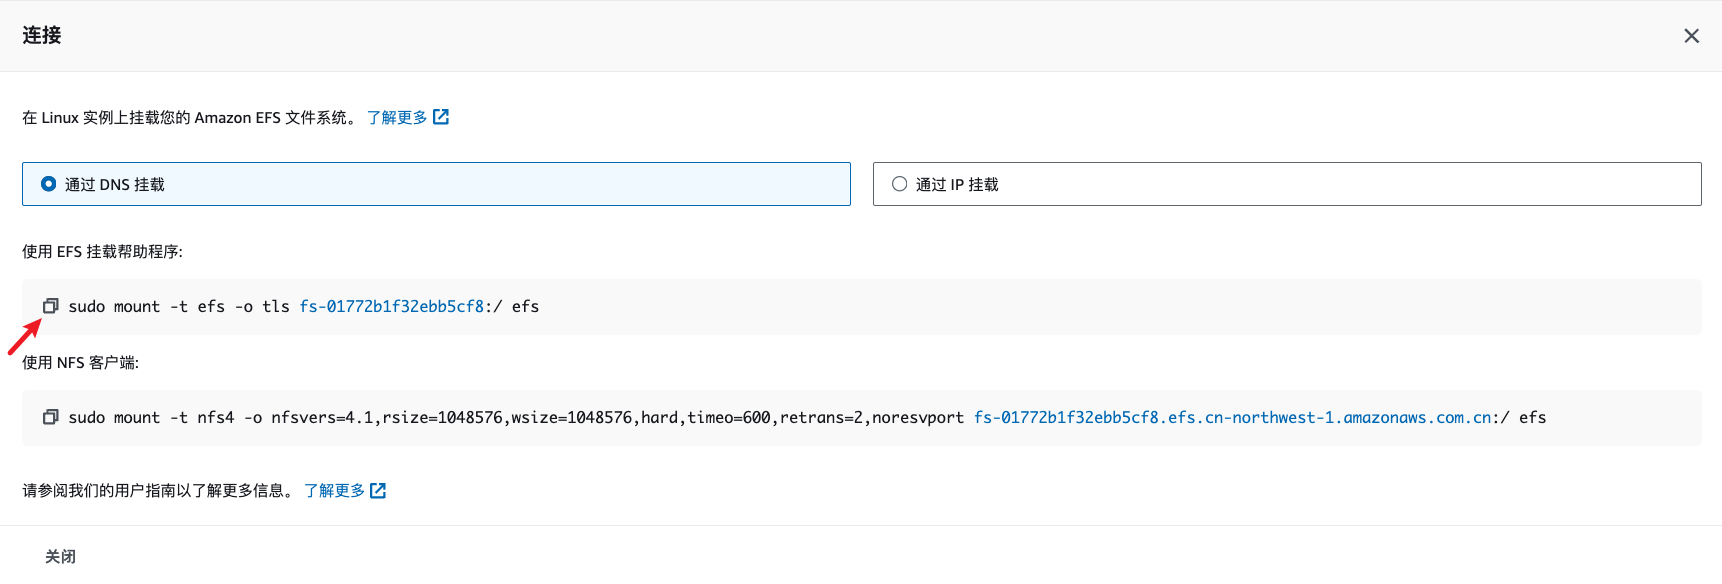 连接
在 Linux 实例上挂载您的 Amazon EFS 文件系统。 了解更多
通过 DNS 挂载
通过 IP 挂载
使用 EFS 挂载帮助程序:
sudo mount -t efs -o tls fs-01772b1f32ebb5cf8:/ efs
使用 NFS 客户端:
sudo mount -t nfs4 -o nfsvers=4.1,rsize=1048576,wsize=1048576,hard,timeo=600,retrans=2,noresvport fs-01772b1f32ebb5cf8.efs.cn-northwest-1.amazonaws.com.cn:/ efs
请参阅我们的用户指南以了解更多信息。 了解更多
关闭